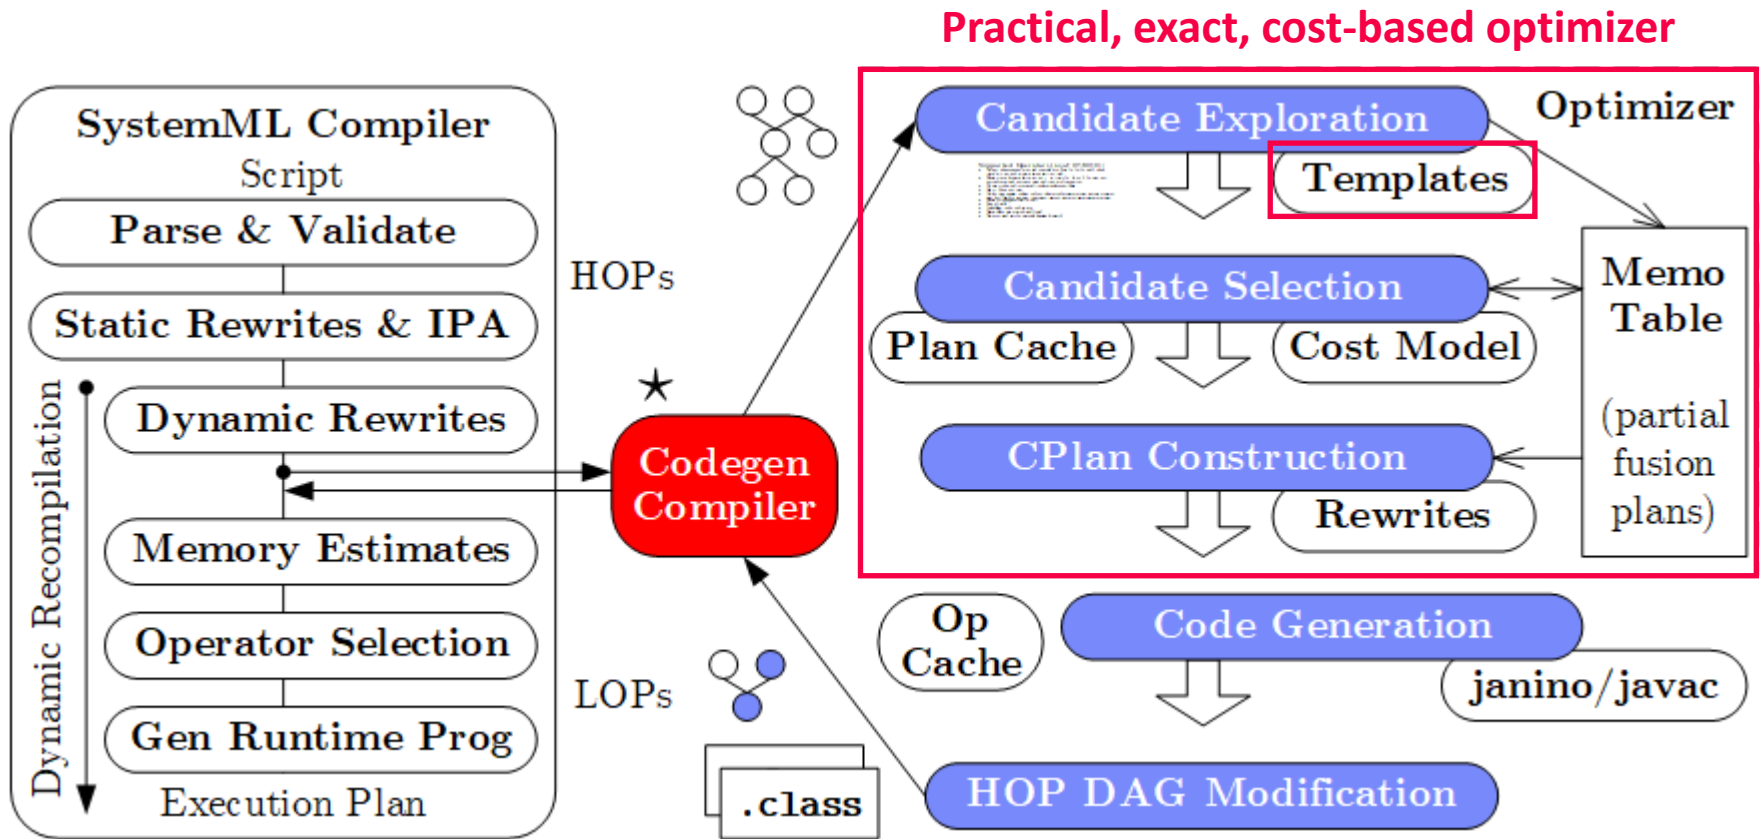 Practical, exact, cost-based optimizer
SystemML Compiler
Script
Parse & Validate
Static Rewrites & IPA
Dynamic Rewrites
Memory Estimates
Operator Selection
Gen Runtime Prog
Execution Plan
Dynamic Recompilation
HOPs
LOPs
Codegen
Compiler
.class
Optimizer
Candidate Exploration
Templates
Candidate Selection
Plan Cache
Cost Model
CPlan Construction
Rewrites
Memo
Table
(partial
fusion
plans)
Op
Cache
Code Generation
janino/javac
HOP DAG Modification